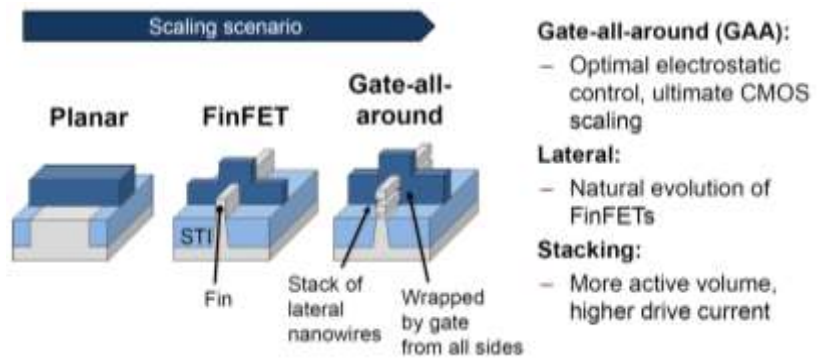 Scaling scenario
Planar
FinFET
Gate-all-
around
STI
Fin
Stack of
lateral
nanowires
Wrapped
by gate
from all sides
Gate-all-around (GAA):
– Optimal electrostatic
control, ultimate CMOS
scaling
Lateral:
– Natural evolution of
FinFETs
Stacking:
– More active volume,
higher drive current